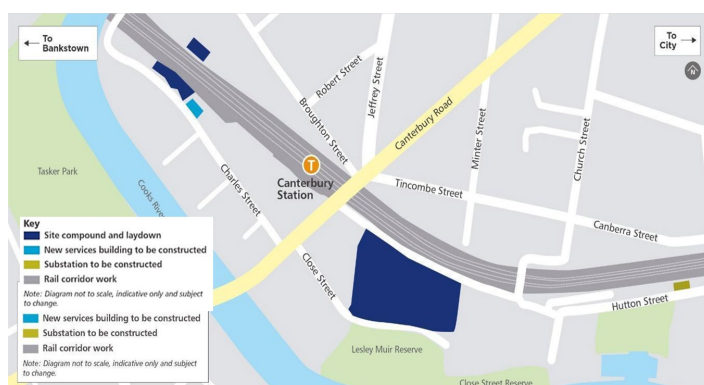 ← To
Bankstown
To →
City
N
Robert Street
Jeffrey Street
Broughton Street
Canterbury Road
Minter Street
Church Street
Tasker Park
Cooks River
Charles Street
T
Canterbury
Station
Tincombe Street
Canberra Street
Close Street
Hutton Street
Lesley Muir Reserve
Close Street Reserve
Key
Site compound and laydown
New services building to be constructed
Substation to be constructed
Rail corridor work
Note: Diagram not to scale, indicative only and subject
to change.
New services building to be constructed
Substation to be constructed
Rail corridor work
Note: Diagram not to scale, indicative only and subject
to change.